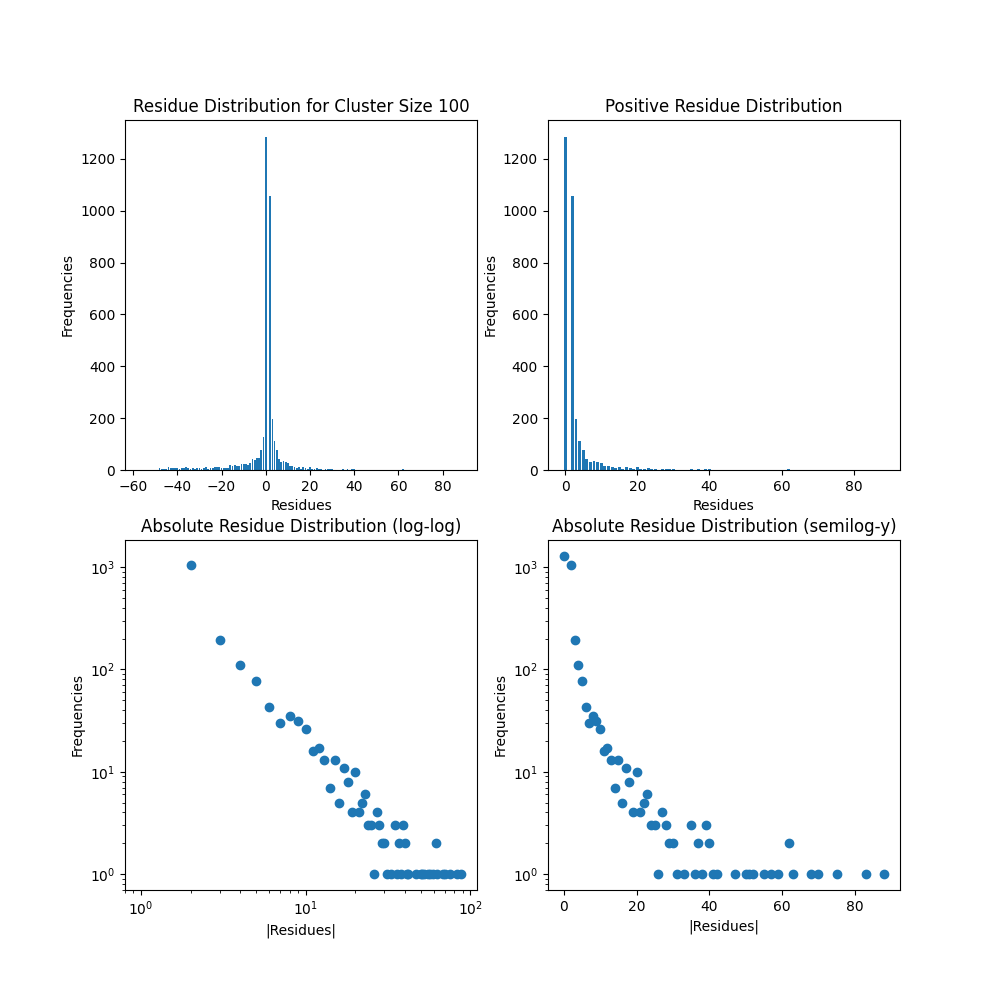 Residue Distribution for Cluster Size 100
Frequencies
1200
1000
800
600
400
200
0
−60 −40 −20 0 20 40 60 80
Residues
Positive Residue Distribution
Frequencies
1200
1000
800
600
400
200
0
0 20 40 60 80
Residues
Absolute Residue Distribution (log-log)
Frequencies
10³
10²
10¹
10⁰
10⁰ 10¹ 10²
|Residues|
Absolute Residue Distribution (semilog-y)
Frequencies
10³
10²
10¹
10⁰
0 20 40 60 80
|Residues|